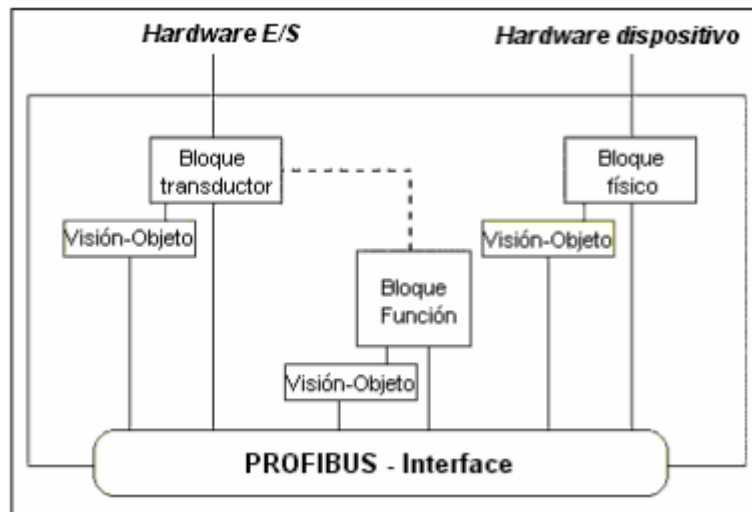 Hardware E/S
Hardware dispositivo
Bloque
transductor
Bloque
físico
Visión-Objeto
Visión-Objeto
Bloque
Función
Visión-Objeto
PROFIBUS - Interface